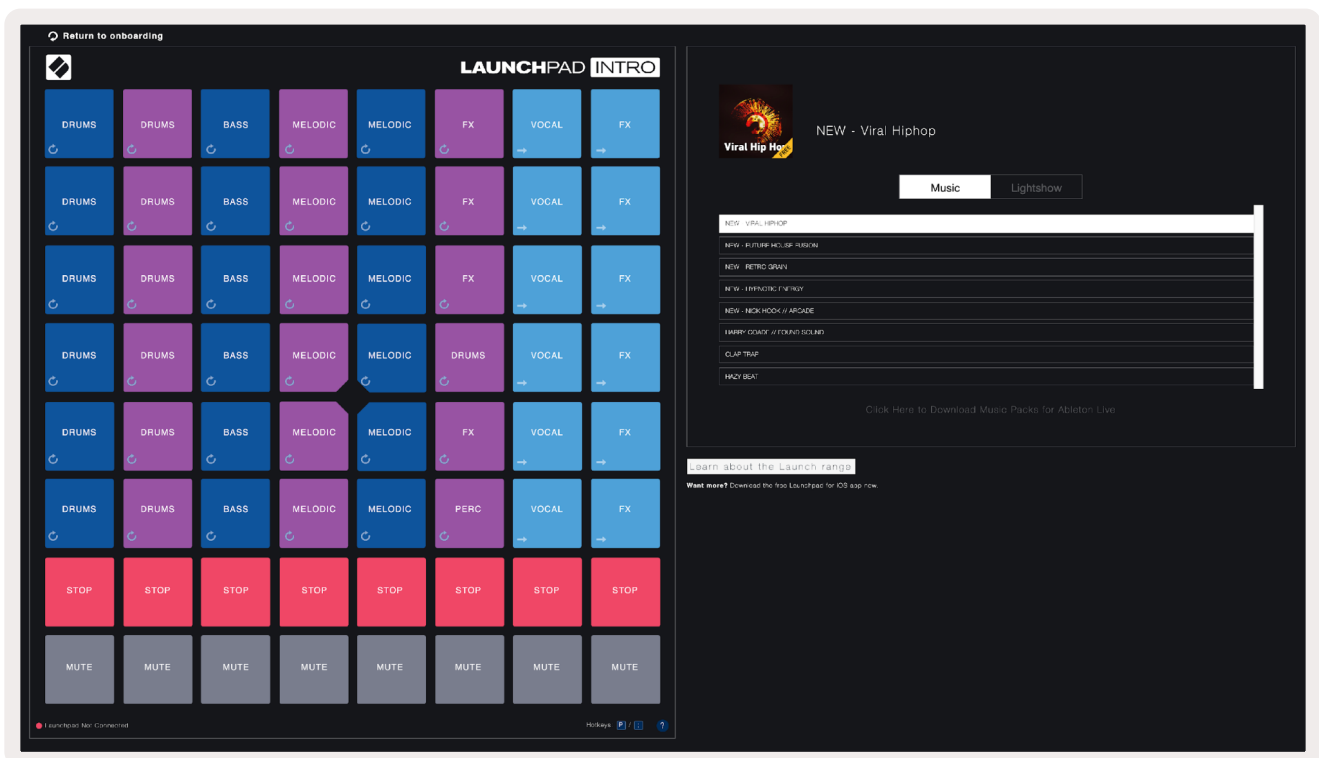 Return to onboarding
LAUNCHPAD INTRO
DRUMS DRUMS BASS MELODIC MELODIC FX VOCAL FX
DRUMS DRUMS BASS MELODIC MELODIC FX VOCAL FX
DRUMS DRUMS BASS MELODIC MELODIC FX VOCAL FX
DRUMS DRUMS BASS MELODIC MELODIC DRUMS VOCAL FX
DRUMS DRUMS BASS MELODIC MELODIC FX VOCAL FX
DRUMS DRUMS BASS MELODIC MELODIC PERC VOCAL FX
STOP STOP STOP STOP STOP STOP STOP STOP
MUTE MUTE MUTE MUTE MUTE MUTE MUTE MUTE
Launchpad Not Connected
Hotkeys P / ?
Viral Hip Hop
FREE
NEW - Viral Hiphop
Music Lightshow
NEW - VIRAL HIPHOP
NEW - FUTURE HOUSE FUSION
NEW - RETRO GRAIN
NEW - HYPNOTIC ENERGY
NEW - NICK HOOK // ARCADE
HARRY COADE // FOUND SOUND
CLAP TRAP
HAZY BEAT
Click Here to Download Music Packs for Ableton Live
Learn about the Launch range
Want more? Download the free Launchpad for iOS app now.